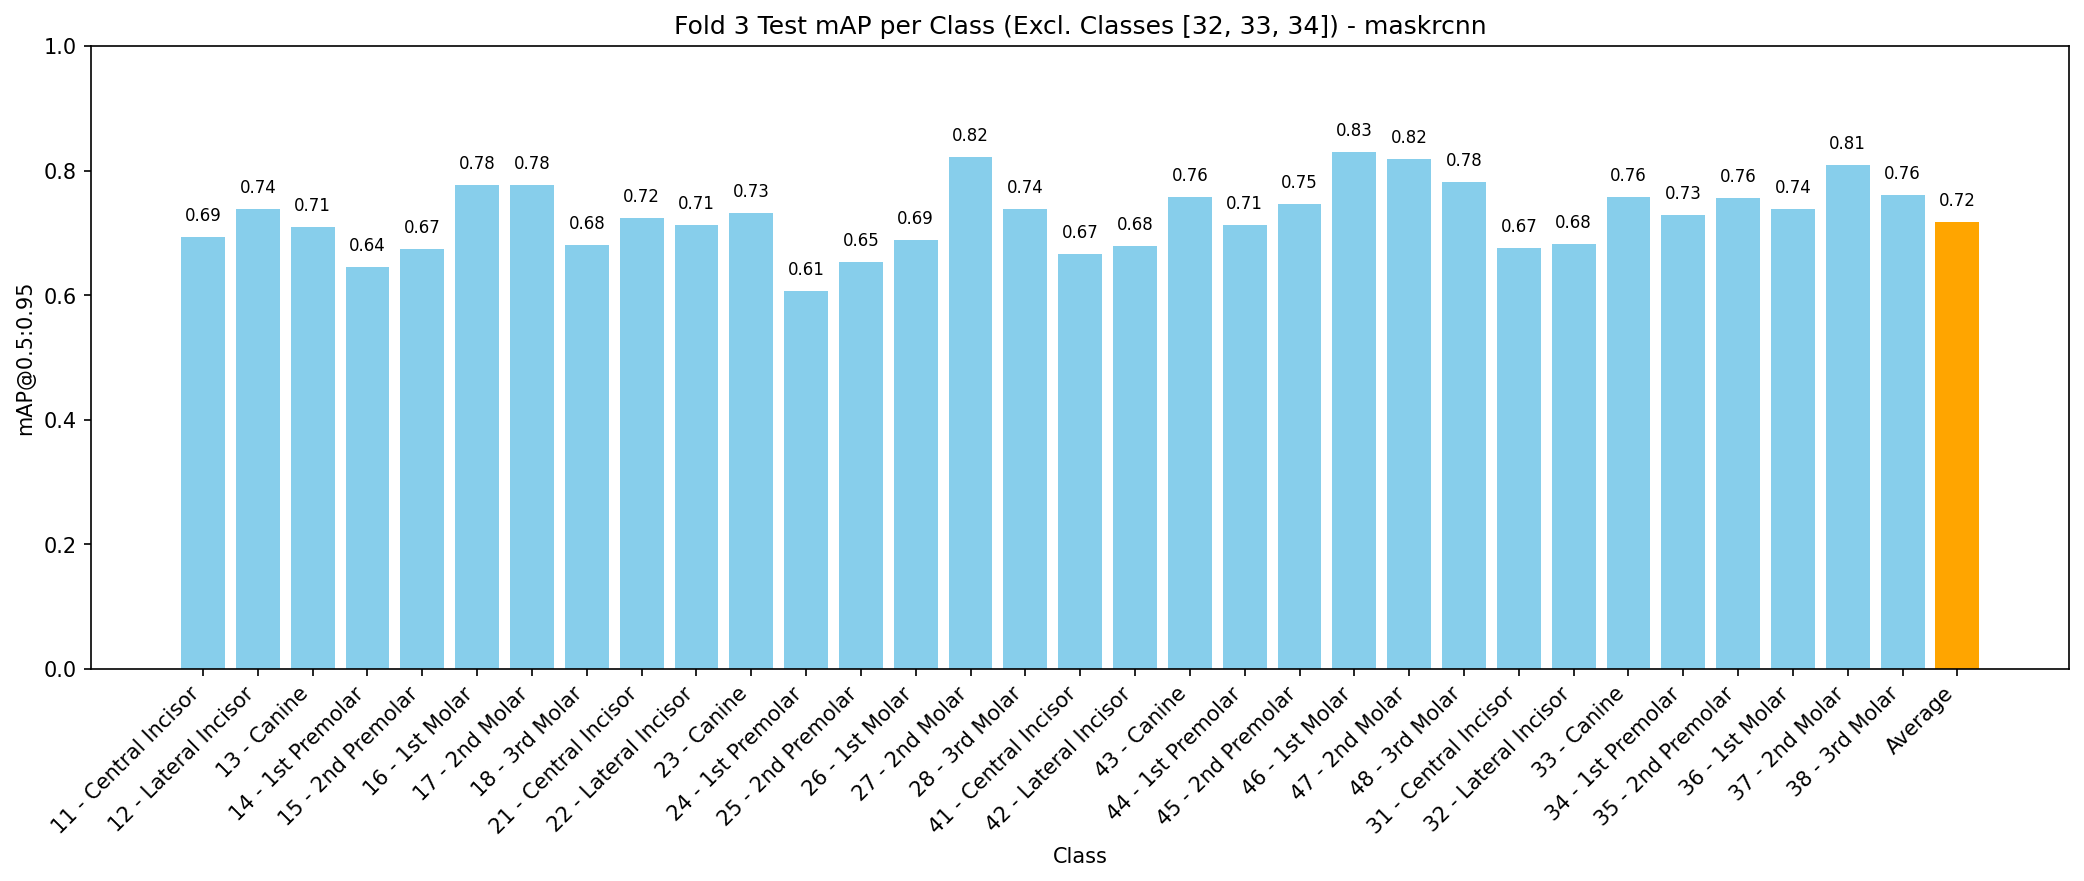 Fold 3 Test mAP per Class (Excl. Classes [32, 33, 34]) - maskrcnn
mAP@0.5:0.95
1.0
0.8
0.6
0.4
0.2
0.0
0.69
0.74
0.71
0.64
0.67
0.78
0.78
0.68
0.72
0.71
0.73
0.61
0.65
0.69
0.82
0.74
0.67
0.68
0.76
0.71
0.75
0.83
0.82
0.78
0.67
0.68
0.76
0.73
0.76
0.74
0.81
0.76
0.72
11 - Central Incisor
12 - Lateral Incisor
13 - Canine
14 - 1st Premolar
15 - 2nd Premolar
16 - 1st Molar
17 - 2nd Molar
18 - 3rd Molar
21 - Central Incisor
22 - Lateral Incisor
23 - Canine
24 - 1st Premolar
25 - 2nd Premolar
26 - 1st Molar
27 - 2nd Molar
28 - 3rd Molar
41 - Central Incisor
42 - Lateral Incisor
43 - Canine
44 - 1st Premolar
45 - 2nd Premolar
46 - 1st Molar
47 - 2nd Molar
48 - 3rd Molar
31 - Central Incisor
32 - Lateral Incisor
33 - Canine
34 - 1st Premolar
35 - 2nd Premolar
36 - 1st Molar
37 - 2nd Molar
38 - 3rd Molar
Average
Class